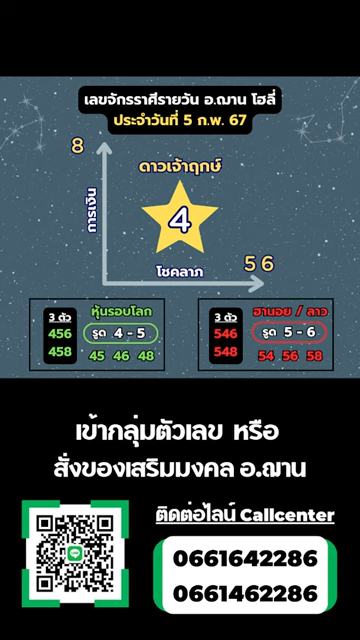 เลขจักรราศีรายวัน อ.ฌาน โฮลี่
ประจำวันที่ 5 ก.พ. 67
8
ดาวเจ้าฤกษ์
การเงิน
4
โชคลาภ
5 6
3 ตัว
456
458
หุ้นรอบโลก
รูด 4 - 5
45 46 48
3 ตัว
546
548
ฮานอย / ลาว
รูด 5 - 6
54 56 58
เข้ากลุ่มตัวเลข หรือ
สั่งของเสริมมงคล อ.ฌาน
ติดต่อไลน์ Callcenter
0661642286
0661462286